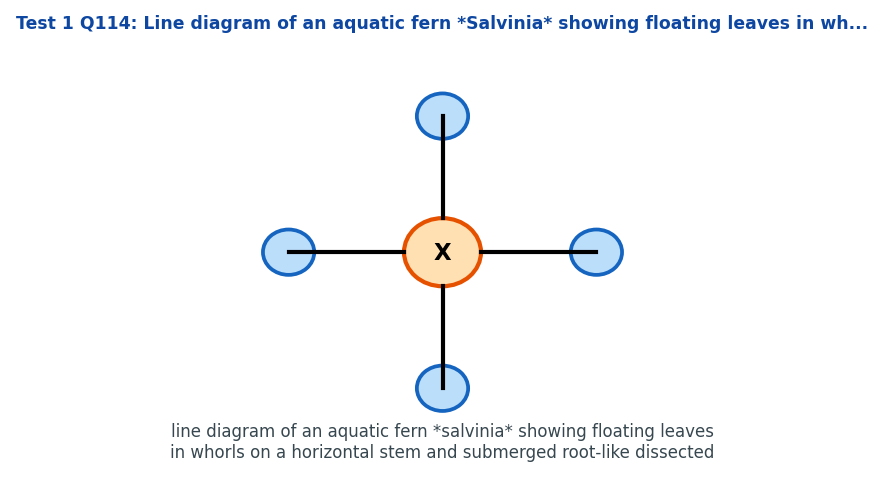 Test 1 Q114: Line diagram of an aquatic fern *Salvinia* showing floating leaves in wh...
X
line diagram of an aquatic fern *salvinia* showing floating leaves
in whorls on a horizontal stem and submerged root-like dissected